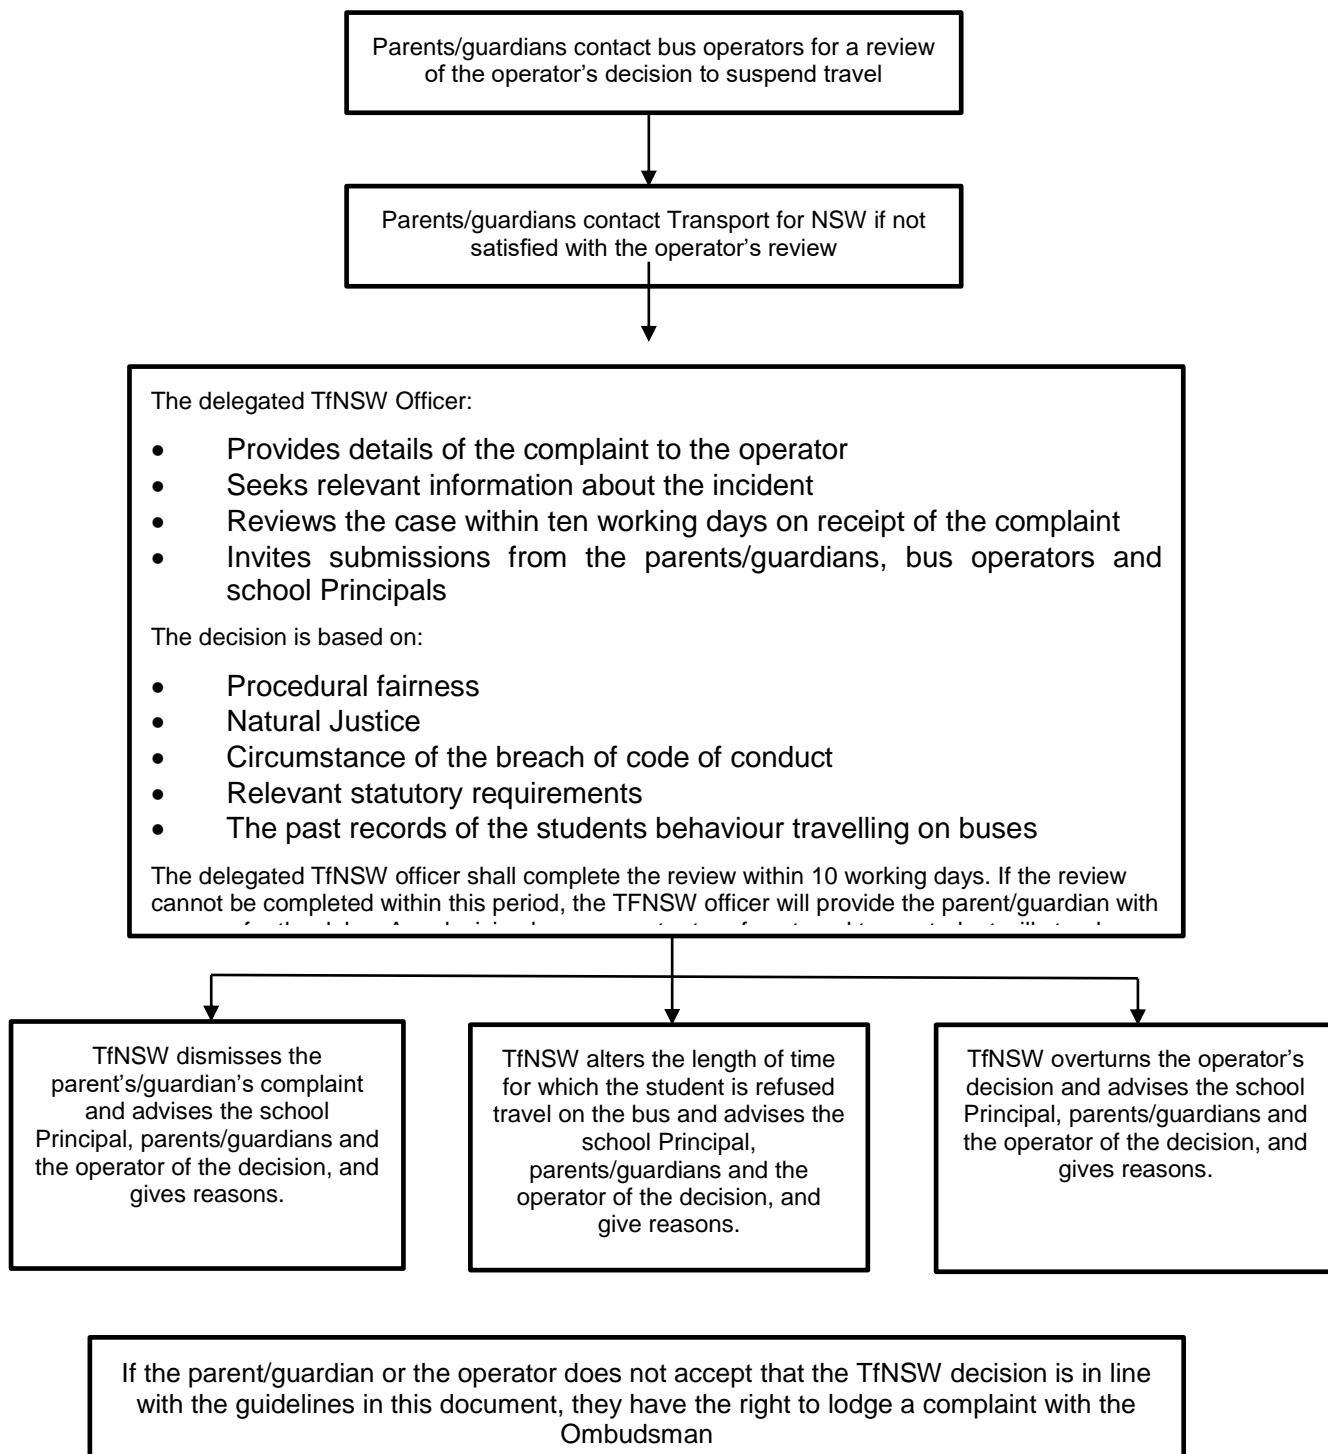 Parents/guardians contact bus operators for a review
of the operator’s decision to suspend travel
Parents/guardians contact Transport for NSW if not
satisfied with the operator’s review
The delegated TfNSW Officer:
• Provides details of the complaint to the operator
• Seeks relevant information about the incident
• Reviews the case within ten working days on receipt of the complaint
• Invites submissions from the parents/guardians, bus operators and
school Principals
The decision is based on:
• Procedural fairness
• Natural Justice
• Circumstance of the breach of code of conduct
• Relevant statutory requirements
• The past records of the students behaviour travelling on buses
The delegated TfNSW officer shall complete the review within 10 working days. If the review
cannot be completed within this period, the TFNSW officer will provide the parent/guardian with
TfNSW dismisses the
parent’s/guardian’s complaint
and advises the school
Principal, parents/guardians and
the operator of the decision, and
gives reasons.
TfNSW alters the length of time
for which the student is refused
travel on the bus and advises the
school Principal,
parents/guardians and the
operator of the decision, and
give reasons.
TfNSW overturns the operator’s
decision and advises the school
Principal, parents/guardians and
the operator of the decision, and
gives reasons.
If the parent/guardian or the operator does not accept that the TfNSW decision is in line
with the guidelines in this document, they have the right to lodge a complaint with the
Ombudsman